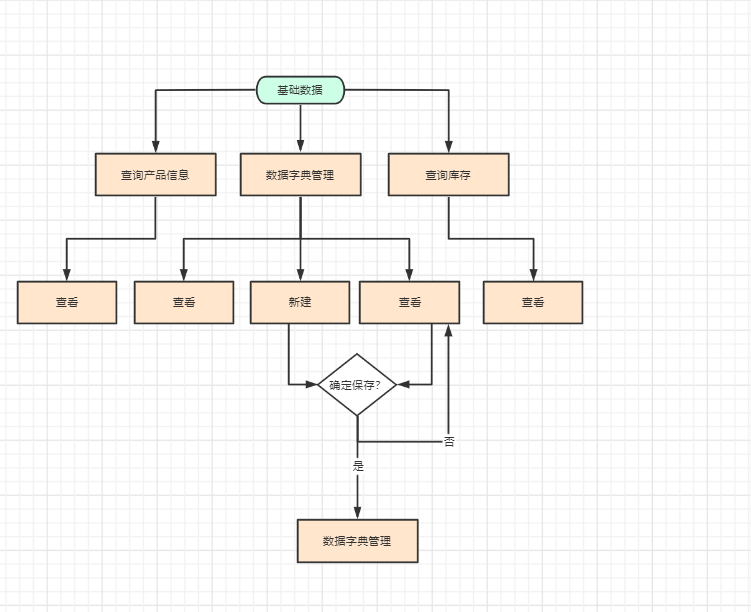 基础数据
查询产品信息
数据字典管理
查询库存
查看
查看
新建
查看
查看
确定保存?
否
是
数据字典管理